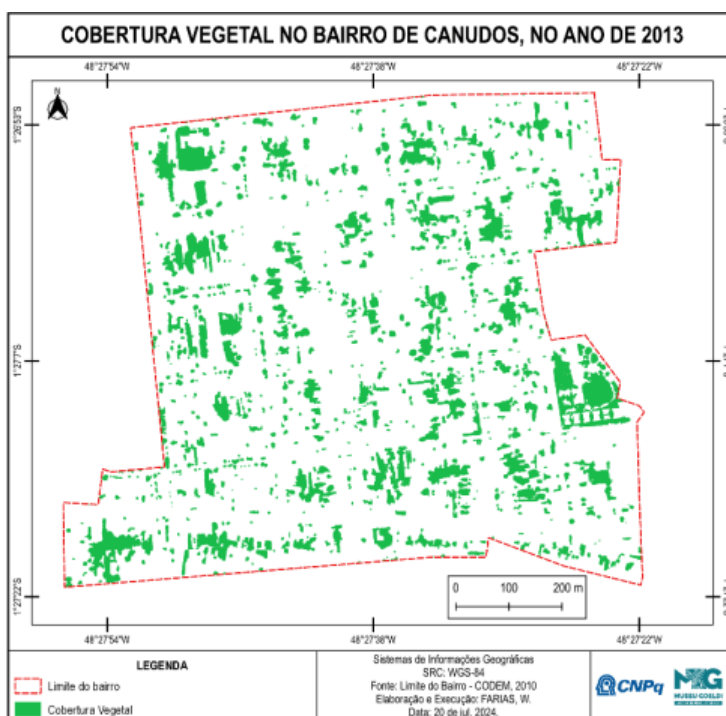 COBERTURA VEGETAL NO BAIRRO DE CANUDOS, NO ANO DE 2013
48°27'54"W 48°27'38"W 48°27'22"W
N
1°26'53"S
1°27'7"S
1°27'22"S
0 100 200 m
LEGENDA
Limite do bairro
Cobertura Vegetal
Sistemas de Informações Geográficas
SRC: WGS-84
Fonte: Limite do Bairro - CODEM, 2010
Elaboração e Execução: FARIAS, W.
Data: 20 de jul. 2024.
CNPq
MUSEU GOELDI
48°27'54"W 48°27'38"W 48°27'22"W